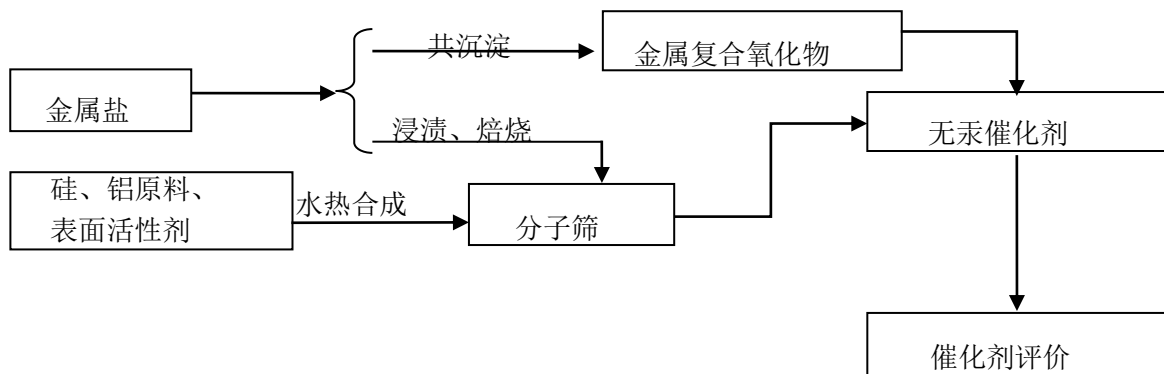 共沉淀
金属复合氧化物
金属盐
无汞催化剂
浸渍、焙烧
硅、铝原料、
表面活性剂
水热合成
分子筛
催化剂评价